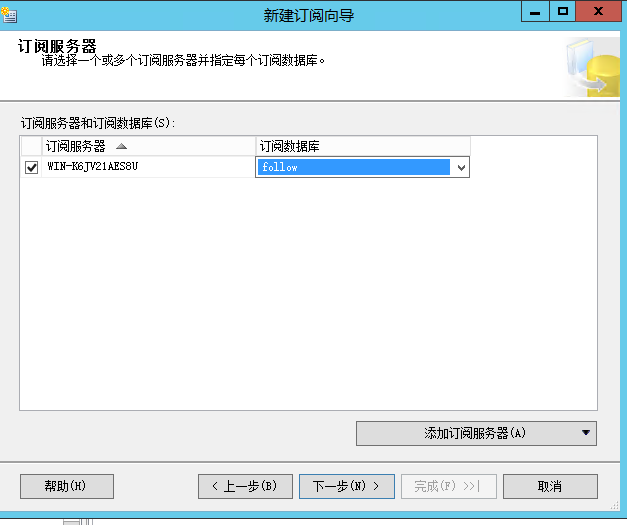 新建订阅向导
订阅服务器
请选择一个或多个订阅服务器并指定每个订阅数据库。
订阅服务器和订阅数据库(S):
订阅服务器 订阅数据库
WIN-K6JV21AES8U follow
添加订阅服务器(A)
帮助(H) < 上一步(B) 下一步(N) > 完成(F) >>| 取消